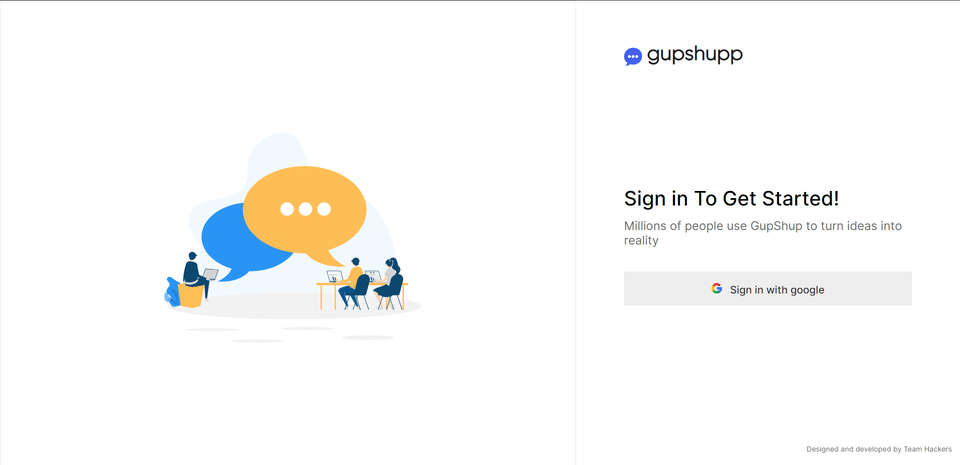 gupshupp
Sign in To Get Started!
Millions of people use GupShup to turn ideas into
reality
Sign in with google
Designed and developed by Team Hackers